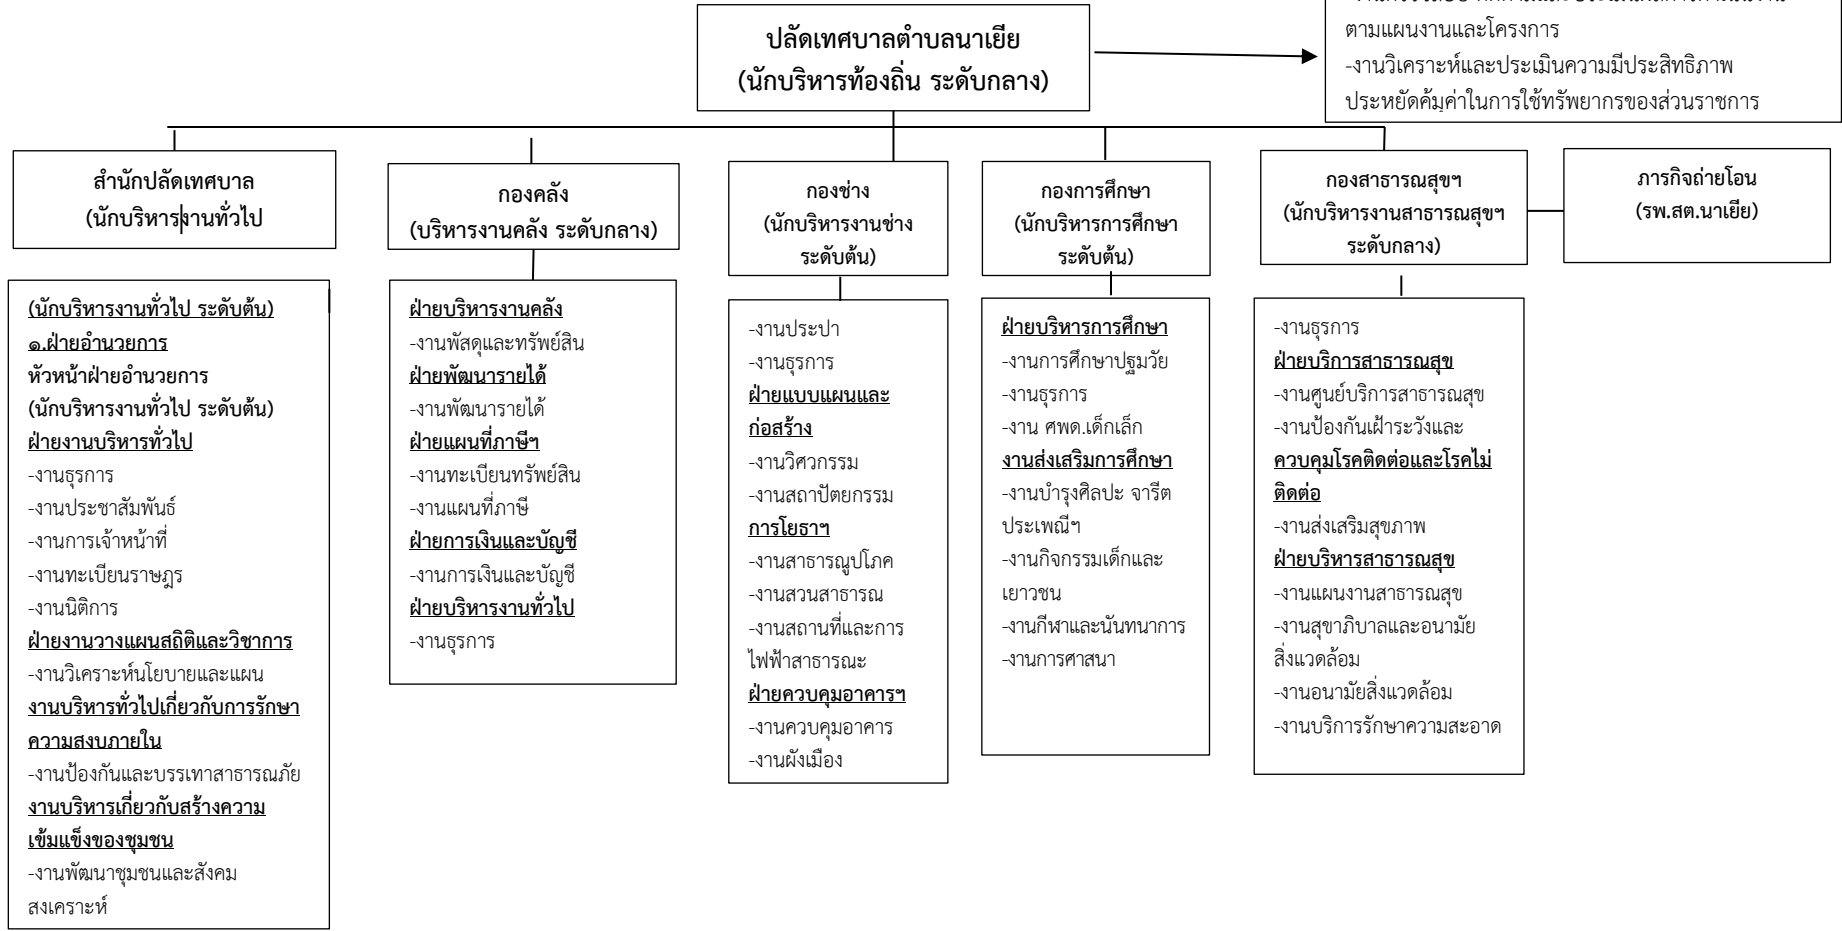 ปลัดเทศบาลตำบลนาเยีย
(นักบริหารท้องถิ่น ระดับกลาง)
ตามแผนงานและโครงการ
-งานวิเคราะห์และประเมินความมีประสิทธิภาพ
ประหยัดคุ้มค่าในการใช้ทรัพยากรของส่วนราชการ
สำนักปลัดเทศบาล
(นักบริหารงานทั่วไป
กองคลัง
(บริหารงานคลัง ระดับกลาง)
กองช่าง
(นักบริหารงานช่าง
ระดับต้น)
กองการศึกษา
(นักบริหารการศึกษา
ระดับต้น)
กองสาธารณสุขฯ
(นักบริหารงานสาธารณสุขฯ
ระดับกลาง)
ภารกิจถ่ายโอน
(รพ.สต.นาเยีย)
(นักบริหารงานทั่วไป ระดับต้น)
๑.ฝ่ายอำนวยการ
หัวหน้าฝ่ายอำนวยการ
(นักบริหารงานทั่วไป ระดับต้น)
ฝ่ายงานบริหารทั่วไป
-งานธุรการ
-งานประชาสัมพันธ์
-งานการเจ้าหน้าที่
-งานทะเบียนราษฎร
-งานนิติการ
ฝ่ายงานวางแผนสถิติและวิชาการ
-งานวิเคราะห์นโยบายและแผน
งานบริหารทั่วไปเกี่ยวกับการรักษา
ความสงบภายใน
-งานป้องกันและบรรเทาสาธารณภัย
งานบริหารเกี่ยวกับสร้างความ
เข้มแข็งของชุมชน
-งานพัฒนาชุมชนและสังคม
สงเคราะห์
ฝ่ายบริหารงานคลัง
-งานพัสดุและทรัพย์สิน
ฝ่ายพัฒนารายได้
-งานพัฒนารายได้
ฝ่ายแผนที่ภาษีฯ
-งานทะเบียนทรัพย์สิน
-งานแผนที่ภาษี
ฝ่ายการเงินและบัญชี
-งานการเงินและบัญชี
ฝ่ายบริหารงานทั่วไป
-งานธุรการ
-งานประปา
-งานธุรการ
ฝ่ายแบบแผนและ
ก่อสร้าง
-งานวิศวกรรม
-งานสถาปัตยกรรม
การโยธาฯ
-งานสาธารณูปโภค
-งานสวนสาธารณ
-งานสถานที่และการ
ไฟฟ้าสาธารณะ
ฝ่ายควบคุมอาคารฯ
-งานควบคุมอาคาร
-งานผังเมือง
ฝ่ายบริหารการศึกษา
-งานการศึกษาปฐมวัย
-งานธุรการ
-งาน ศพด.เด็กเล็ก
งานส่งเสริมการศึกษา
-งานบำรุงศิลปะ จารีต
ประเพณีฯ
-งานกิจกรรมเด็กและ
เยาวชน
-งานกีฬาและนันทนาการ
-งานการศาสนา
-งานธุรการ
ฝ่ายบริการสาธารณสุข
-งานศูนย์บริการสาธารณสุข
-งานป้องกันเฝ้าระวังและ
ควบคุมโรคติดต่อและโรคไม่
ติดต่อ
-งานส่งเสริมสุขภาพ
ฝ่ายบริหารสาธารณสุข
-งานแผนงานสาธารณสุข
-งานสุขาภิบาลและอนามัย
สิ่งแวดล้อม
-งานอนามัยสิ่งแวดล้อม
-งานบริการรักษาความสะอาด